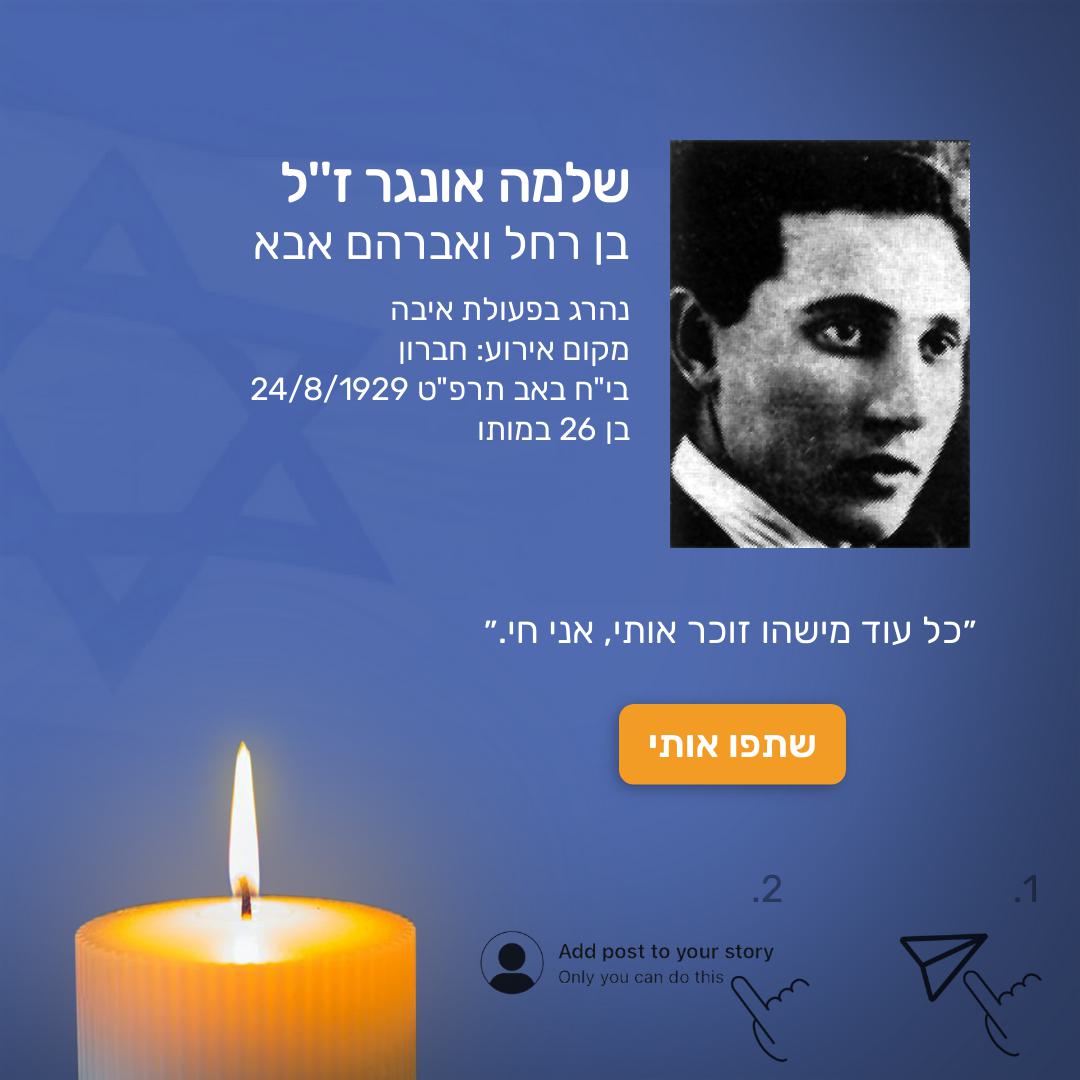 שלמה אונגר ז"ל
בן רחל ואברהם אבא
נהרג בפעולת איבה
מקום אירוע: חברון
בי"ח באב תרפ"ט 24/8/1929
בן 26 במותו
״כל עוד מישהו זוכר אותי, אני חי.״
שתפו אותי
1.
2.
Add post to your story
Only you can do this